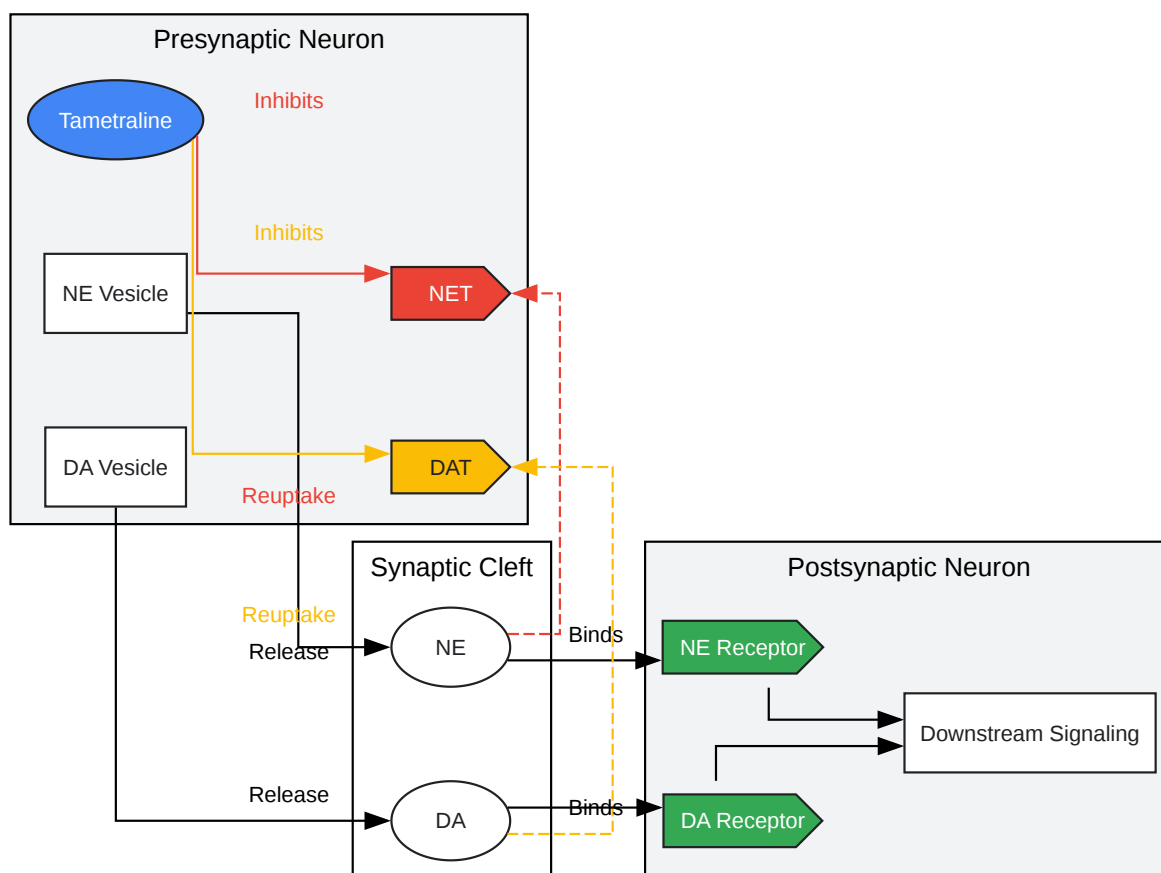 Presynaptic Neuron
Inhibits
Tametraline
Inhibits
NE Vesicle
NET
DA Vesicle
DAT
Reuptake
Synaptic Cleft
Postsynaptic Neuron
Reuptake
Release
NE
Binds
NE Receptor
Downstream Signaling
Release
DA
Binds
DA Receptor